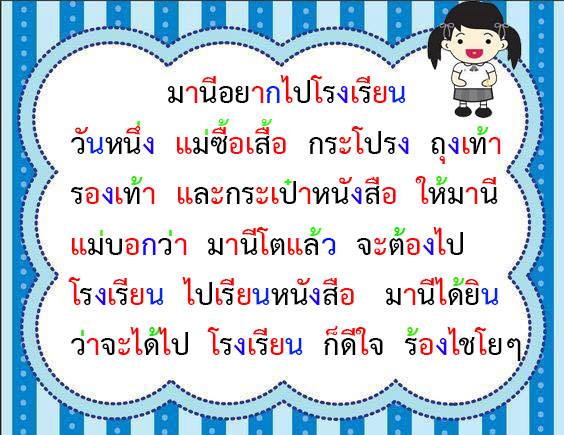 มานีอยากไปโรงเรียน
วันหนึ่ง แม่ซื้อเสื้อ กระโปรง ถุงเท้า
รองเท้า และกระเป๋าหนังสือ ให้มานี
แม่บอกว่า มานีโตแล้ว จะต้องไป
โรงเรียน ไปเรียนหนังสือ มานีได้ยิน
ว่าจะได้ไป โรงเรียน ก็ดีใจ ร้องไชโยๆ